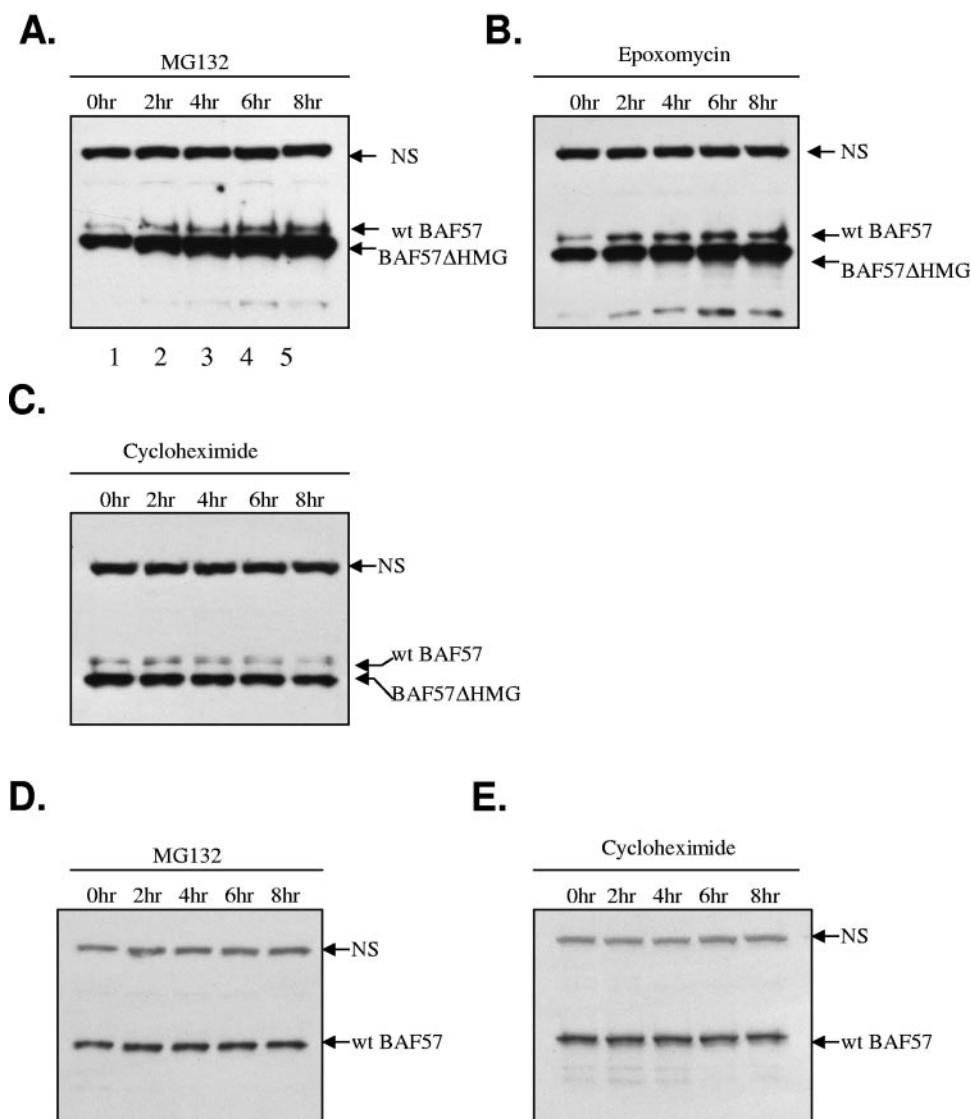 A.
MG132
0hr 2hr 4hr 6hr 8hr
NS
wt BAF57
BAF57ΔHMG
1 2 3 4 5
B.
Epoxomycin
0hr 2hr 4hr 6hr 8hr
NS
wt BAF57
BAF57ΔHMG
C.
Cycloheximide
0hr 2hr 4hr 6hr 8hr
NS
wt BAF57
BAF57ΔHMG
D.
MG132
0hr 2hr 4hr 6hr 8hr
NS
wt BAF57
E.
Cycloheximide
0hr 2hr 4hr 6hr 8hr
NS
wt BAF57